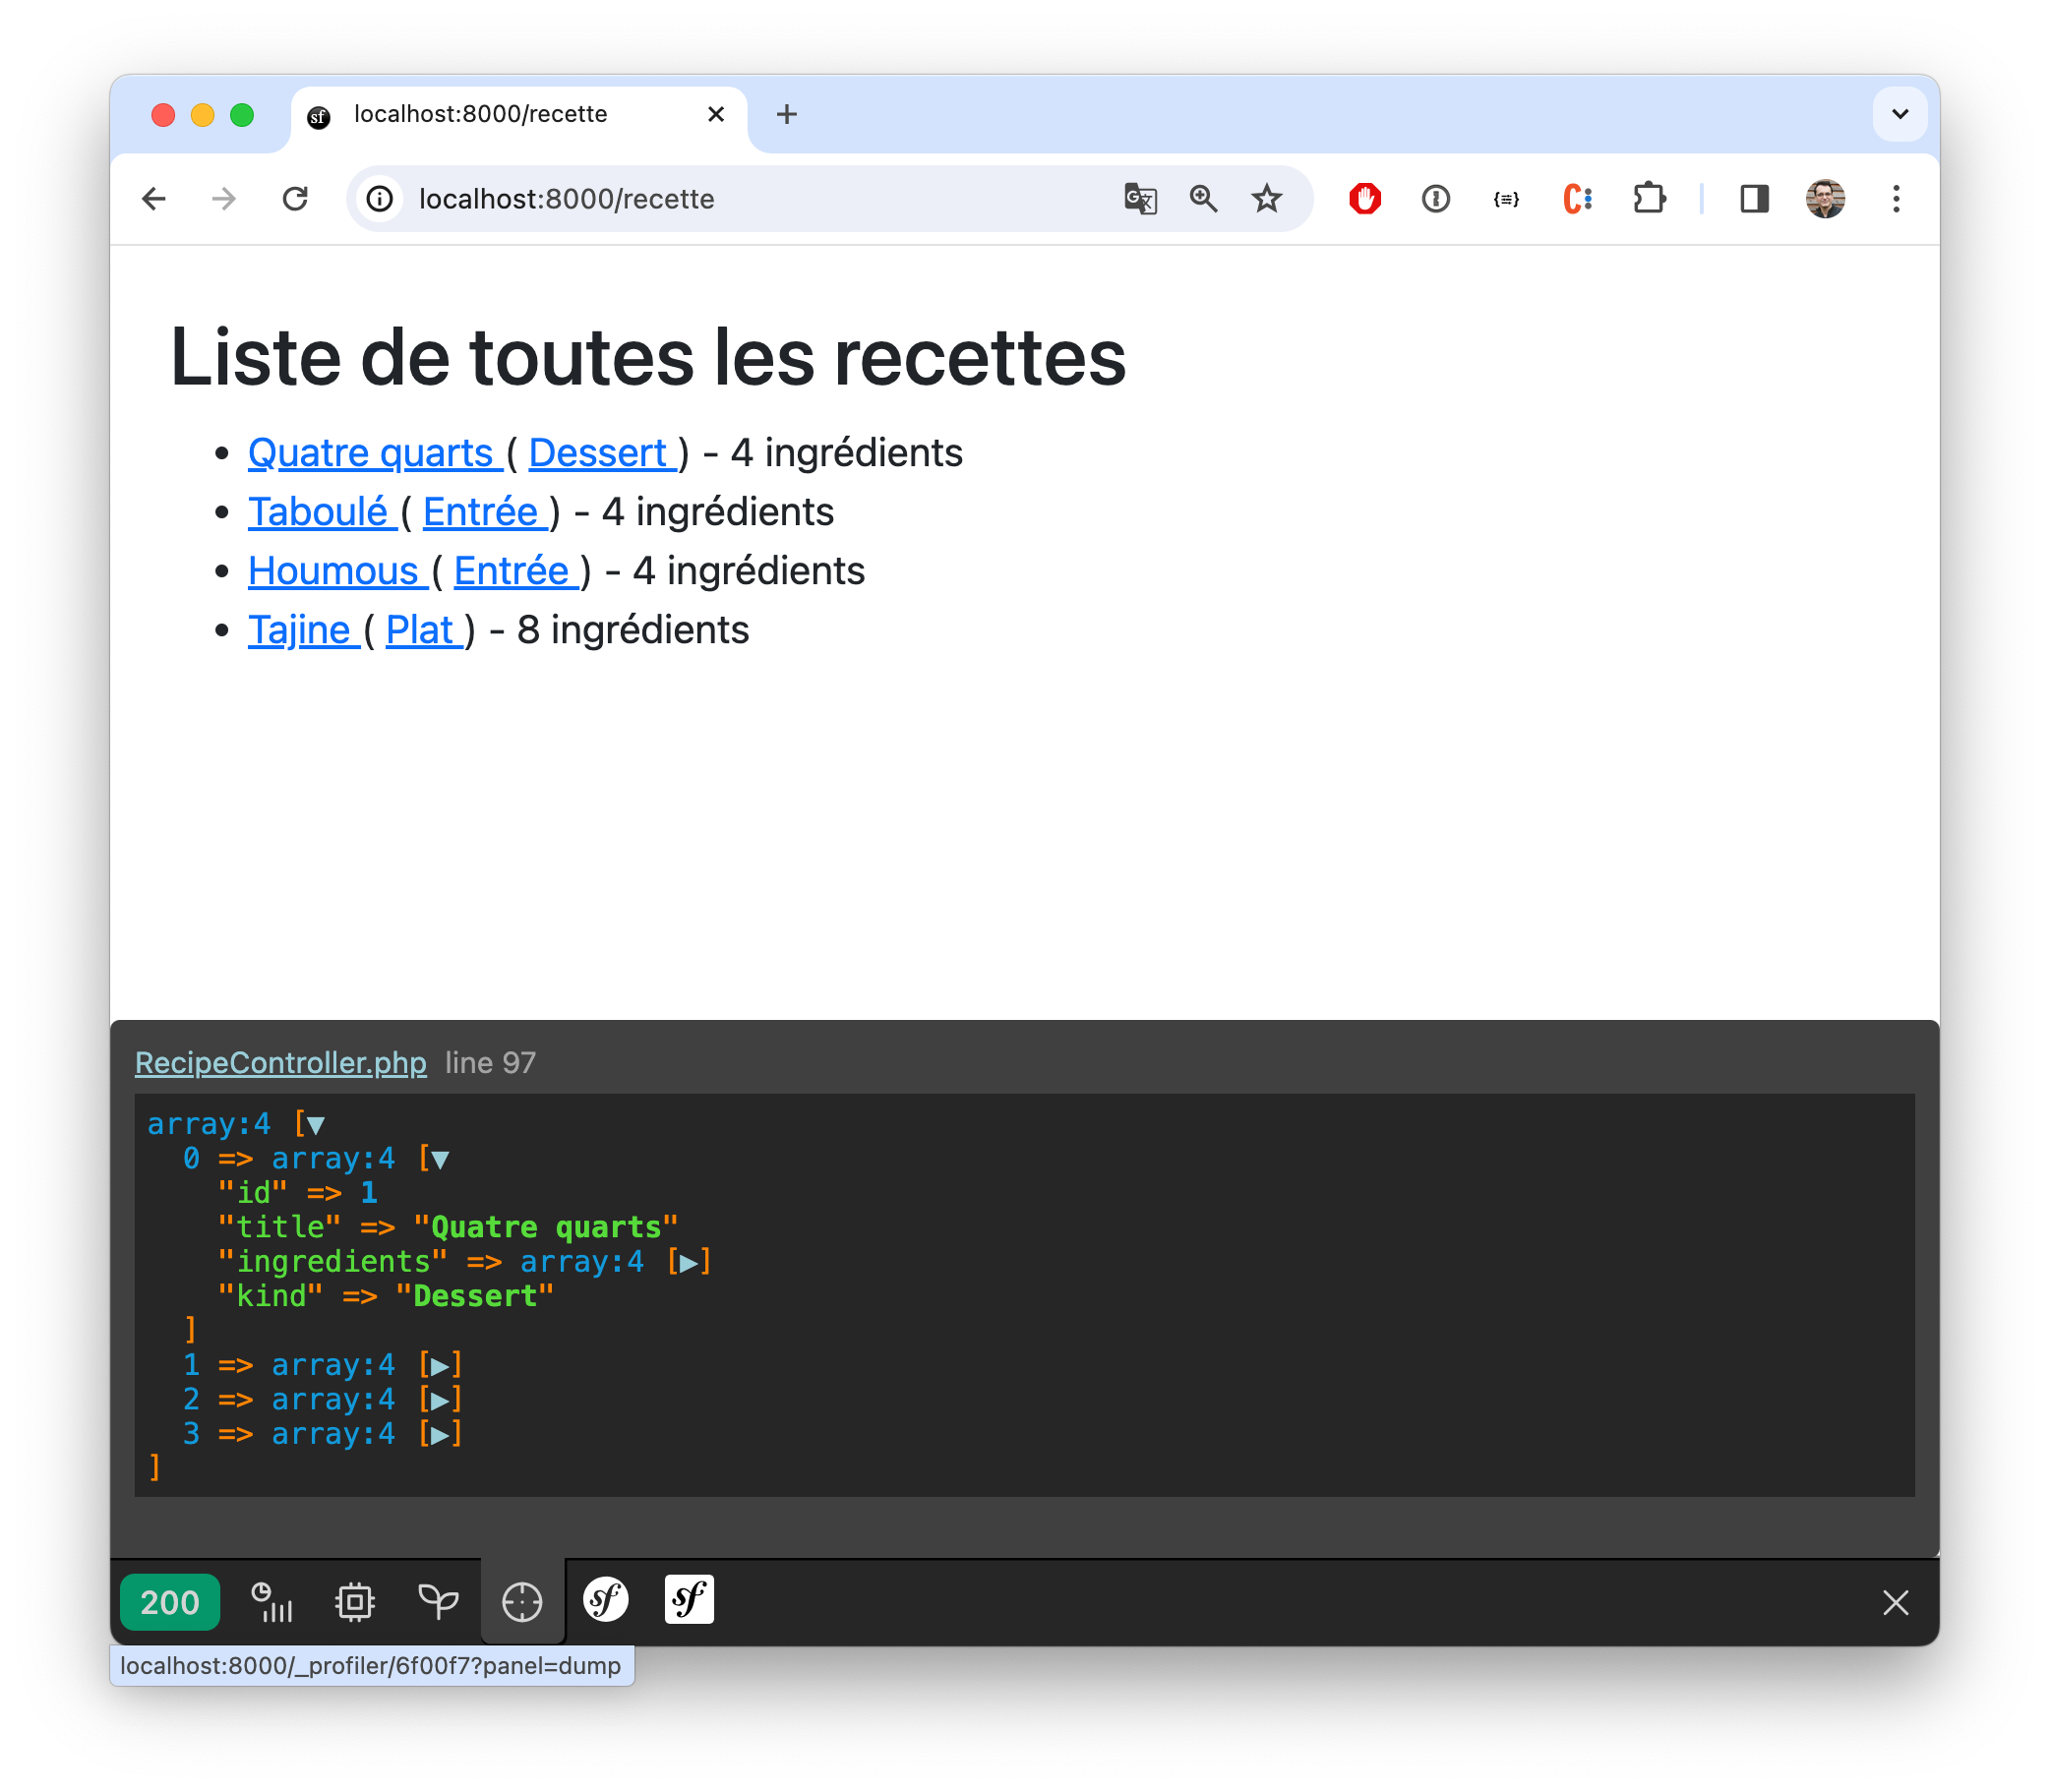 localhost:8000/recette
localhost:8000/recette
Liste de toutes les recettes
• Quatre quarts ( Dessert ) - 4 ingrédients
• Taboulé ( Entrée ) - 4 ingrédients
• Houmous ( Entrée ) - 4 ingrédients
• Tajine ( Plat ) - 8 ingrédients
RecipeController.php line 97
array:4 [▼
  0 => array:4 [▼
    "id" => 1
    "title" => "Quatre quarts"
    "ingredients" => array:4 [▶]
    "kind" => "Dessert"
  ]
  1 => array:4 [▶]
  2 => array:4 [▶]
  3 => array:4 [▶]
]
200
localhost:8000/_profiler/6f00f7?panel=dump